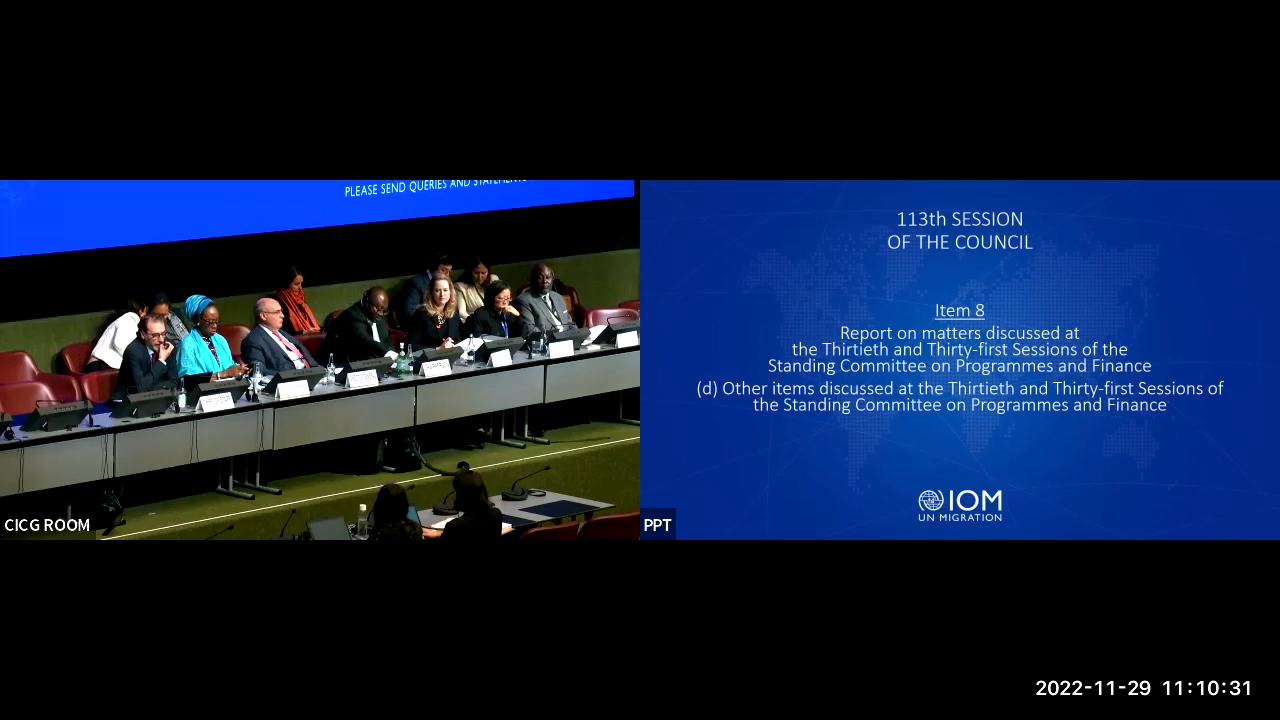 PLEASE SEND QUERIES AND STATEMENTS
CICG ROOM
113th SESSION
OF THE COUNCIL
Item 8
Report on matters discussed at
the Thirtieth and Thirty-first Sessions of the
Standing Committee on Programmes and Finance
(d) Other items discussed at the Thirtieth and Thirty-first Sessions of
the Standing Committee on Programmes and Finance
IOM
UN MIGRATION
PPT
2022-11-29 11:10:31